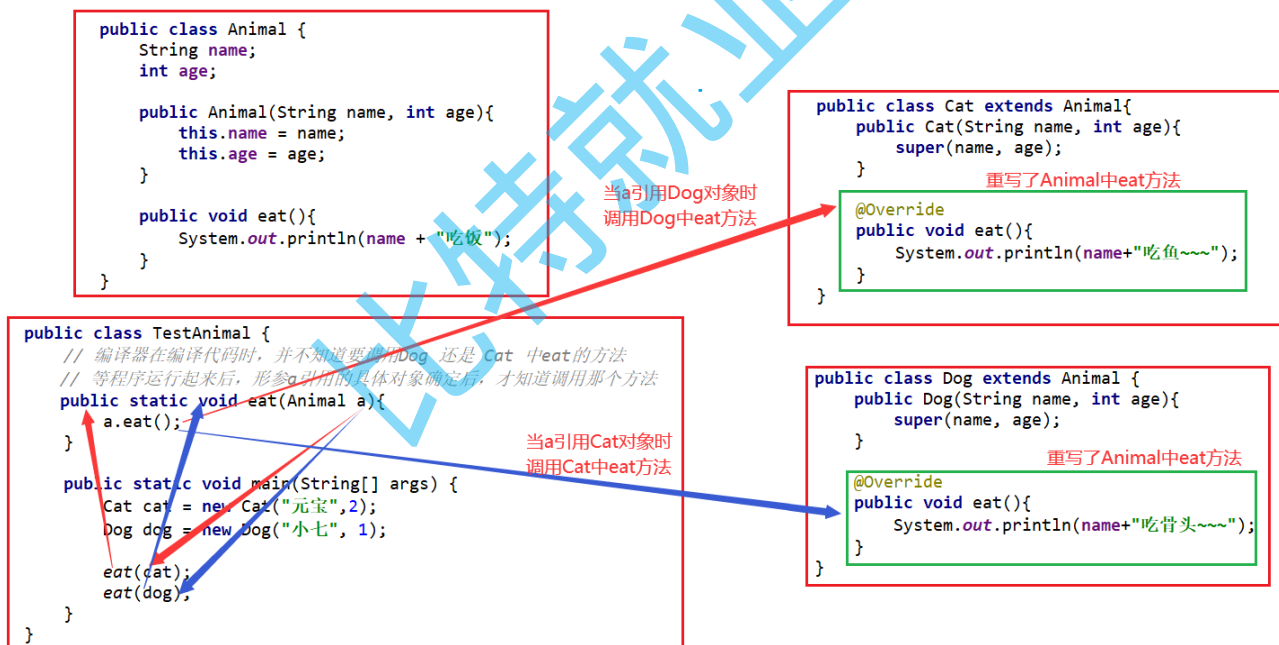 public class Animal {
String name;
int age;
public Animal(String name, int age){
this.name = name;
this.age = age;
}
public void eat(){
System.out.println(name + "吃饭");
}
}
public class Cat extends Animal{
public Cat(String name, int age){
super(name, age);
}
重写了Animal中eat方法
@Override
public void eat(){
System.out.println(name+"吃鱼~~~");
}
}
当a引用Dog对象时
调用Dog中eat方法
public class TestAnimal {
// 编译器在编译代码时，并不知道要调用Dog 还是 Cat 中eat的方法
// 等程序运行起来后，形参a引用的具体对象确定后，才知道调用那个方法
public static void eat(Animal a){
a.eat();
}
public static void main(String[] args) {
Cat cat = new Cat("元宝",2);
Dog dog = new Dog("小七", 1);
eat(cat);
eat(dog);
}
}
当a引用Cat对象时
调用Cat中eat方法
public class Dog extends Animal {
public Dog(String name, int age){
super(name, age);
}
重写了Animal中eat方法
@Override
public void eat(){
System.out.println(name+"吃骨头~~~");
}
}
比特就业